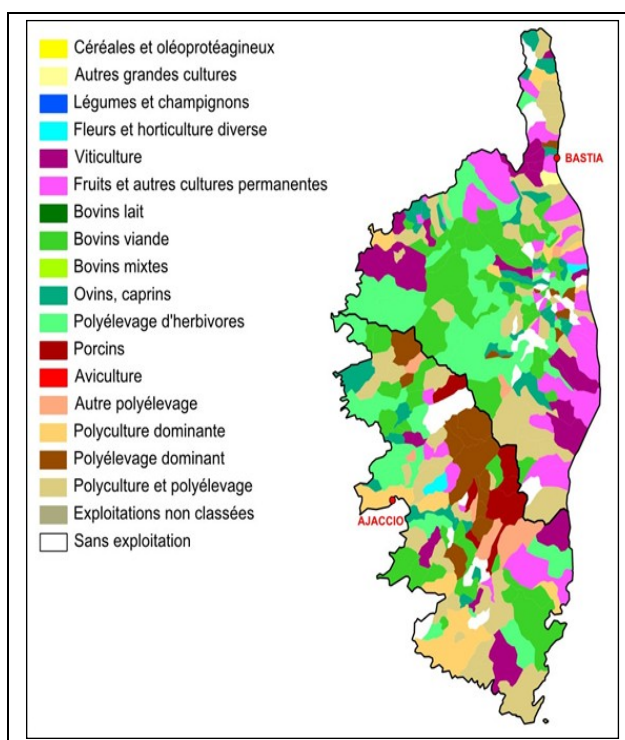 Céréales et oléoprotéagineux
Autres grandes cultures
Légumes et champignons
Fleurs et horticulture diverse
Viticulture
Fruits et autres cultures permanentes
Bovins lait
Bovins viande
Bovins mixtes
Ovins, caprins
Polyélevage d'herbivores
Porcins
Aviculture
Autre polyélevage
Polyculture dominante
Polyélevage dominant
Polyculture et polyélevage
Exploitations non classées
Sans exploitation
BASTIA
AJACCIO